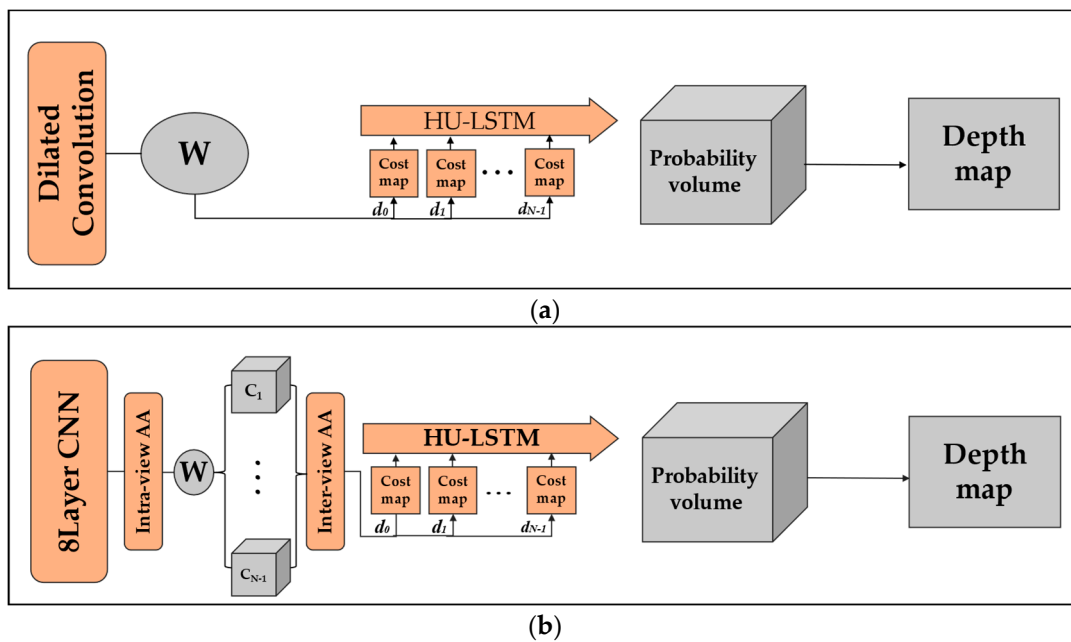 Dilated
Convolution
W
HU-LSTM
Cost
map
Cost
map
...
Cost
map
d0
d1
dN-1
Probability
volume
Depth
map
(a)
8Layer CNN
Intra-view AA
W
C1
...
CN-1
Inter-view AA
HU-LSTM
Cost
map
Cost
map
...
Cost
map
d0
d1
dN-1
Probability
volume
Depth
map
(b)